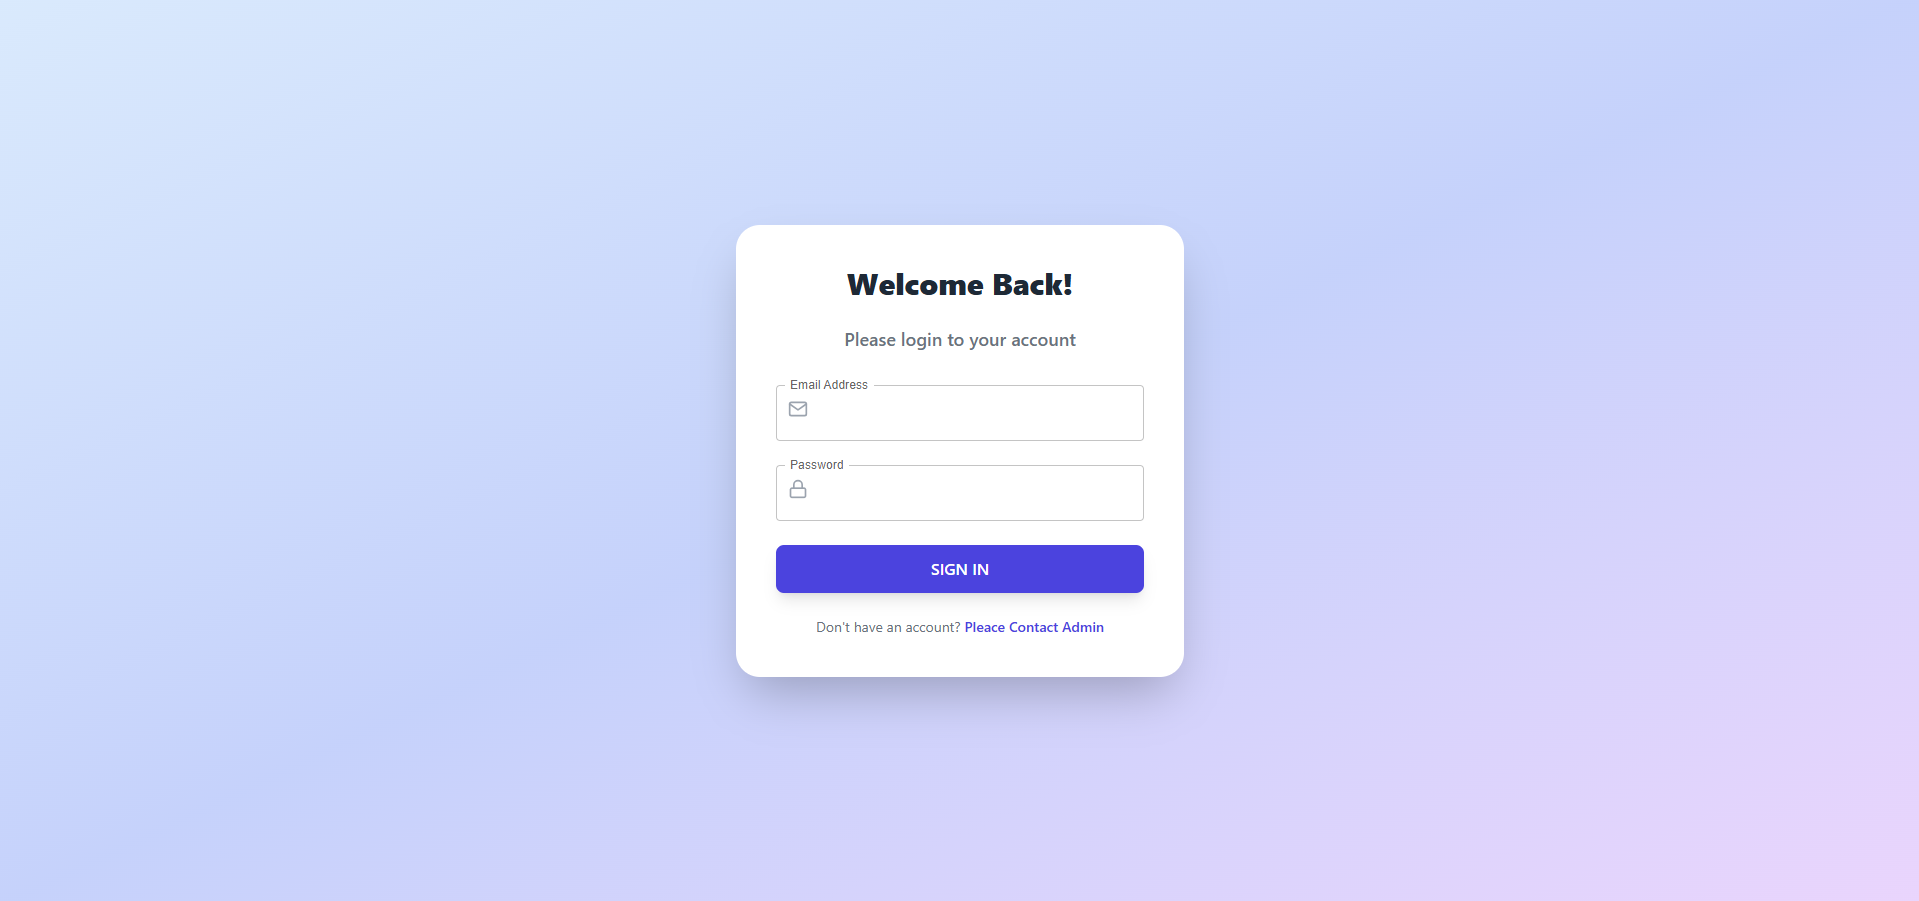 Welcome Back!
Please login to your account
Email Address
Password
SIGN IN
Don't have an account? Pleace Contact Admin